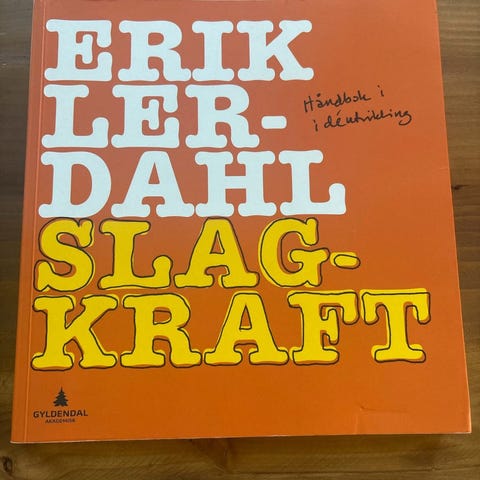 ERIK
LER-
DAHL
Håndbok i
idéutvikling
SLAG-
KRAFT
GYLDENDAL
AKADEMISK